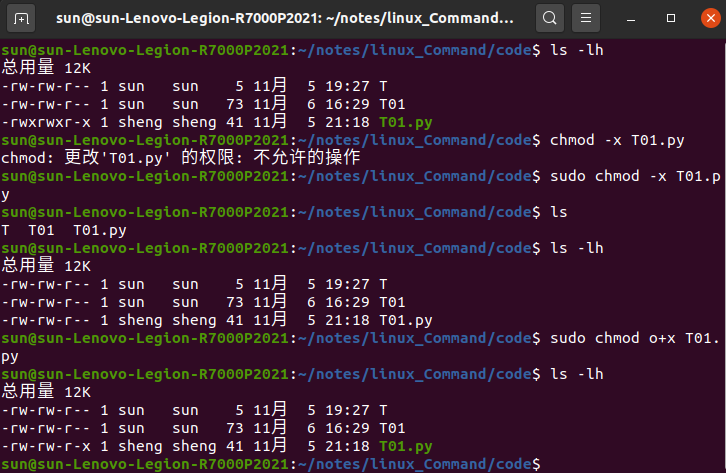 sun@sun-Lenovo-Legion-R7000P2021: ~/notes/linux_Command...
sun@sun-Lenovo-Legion-R7000P2021:~/notes/linux_Command/code$ ls -lh
总用量 12K
-rw-rw-r-- 1 sun   sun    5 11月  5 19:27 T
-rw-rw-r-- 1 sun   sun   73 11月  6 16:29 T01
-rwxrwxr-x 1 sheng sheng 41 11月  5 21:18 T01.py
sun@sun-Lenovo-Legion-R7000P2021:~/notes/linux_Command/code$ chmod -x T01.py
chmod: 更改'T01.py' 的权限: 不允许的操作
sun@sun-Lenovo-Legion-R7000P2021:~/notes/linux_Command/code$ sudo chmod -x T01.p
y
sun@sun-Lenovo-Legion-R7000P2021:~/notes/linux_Command/code$ ls
T  T01  T01.py
sun@sun-Lenovo-Legion-R7000P2021:~/notes/linux_Command/code$ ls -lh
总用量 12K
-rw-rw-r-- 1 sun   sun    5 11月  5 19:27 T
-rw-rw-r-- 1 sun   sun   73 11月  6 16:29 T01
-rw-rw-r-- 1 sheng sheng 41 11月  5 21:18 T01.py
sun@sun-Lenovo-Legion-R7000P2021:~/notes/linux_Command/code$ sudo chmod o+x T01.
py
sun@sun-Lenovo-Legion-R7000P2021:~/notes/linux_Command/code$ ls -lh
总用量 12K
-rw-rw-r-- 1 sun   sun    5 11月  5 19:27 T
-rw-rw-r-- 1 sun   sun   73 11月  6 16:29 T01
-rw-rw-r-x 1 sheng sheng 41 11月  5 21:18 T01.py
sun@sun-Lenovo-Legion-R7000P2021:~/notes/linux_Command/code$